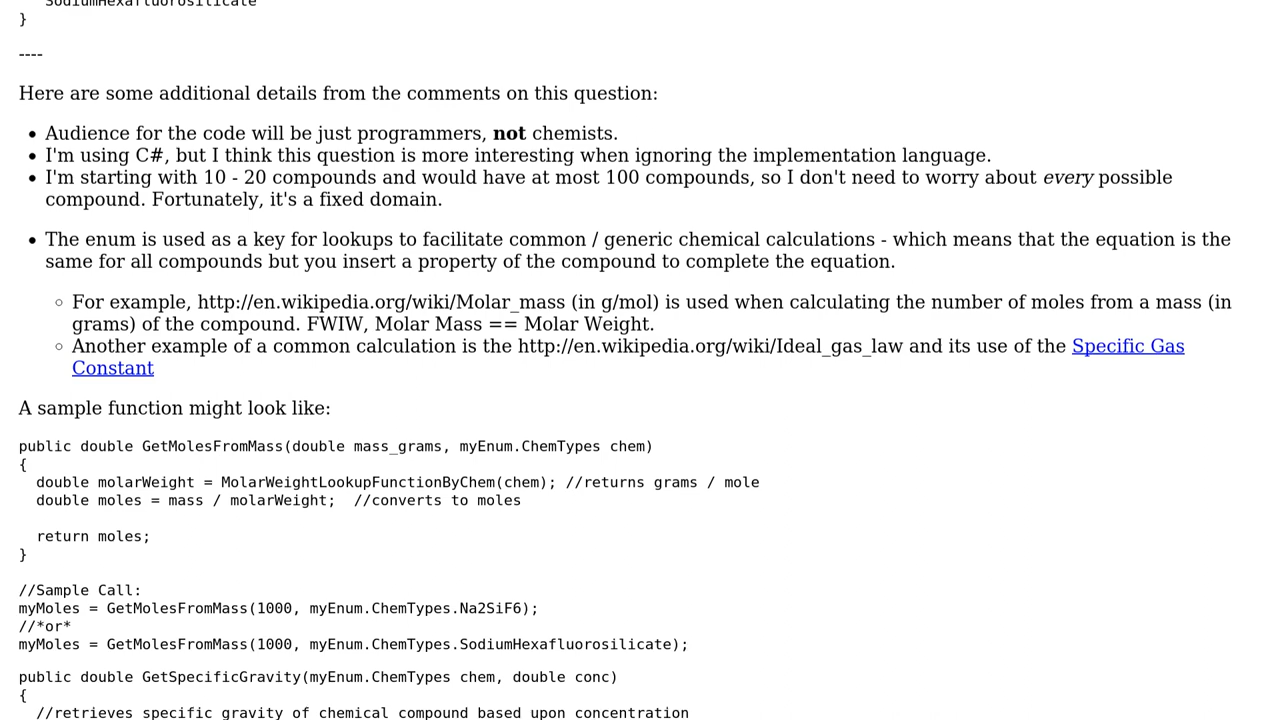 SodiumHexafluorosilicate
}
----
Here are some additional details from the comments on this question:
Audience for the code will be just programmers, not chemists.
I'm using C#, but I think this question is more interesting when ignoring the implementation language.
I'm starting with 10 - 20 compounds and would have at most 100 compounds, so I don't need to worry about every possible
compound. Fortunately, it's a fixed domain.
The enum is used as a key for lookups to facilitate common / generic chemical calculations - which means that the equation is the
same for all compounds but you insert a property of the compound to complete the equation.
For example, http://en.wikipedia.org/wiki/Molar_mass (in g/mol) is used when calculating the number of moles from a mass (in
grams) of the compound. FWIW, Molar Mass == Molar Weight.
Another example of a common calculation is the http://en.wikipedia.org/wiki/Ideal_gas_law and its use of the Specific Gas
Constant
A sample function might look like:
public double GetMolesFromMass(double mass_grams, myEnum.ChemTypes chem)
{
  double molarWeight = MolarWeightLookupFunctionByChem(chem); //returns grams / mole
  double moles = mass / molarWeight;  //converts to moles
  return moles;
}
//Sample Call:
myMoles = GetMolesFromMass(1000, myEnum.ChemTypes.Na2SiF6);
//*or*
myMoles = GetMolesFromMass(1000, myEnum.ChemTypes.SodiumHexafluorosilicate);
public double GetSpecificGravity(myEnum.ChemTypes chem, double conc)
{
  //retrieves specific gravity of chemical compound based upon concentration